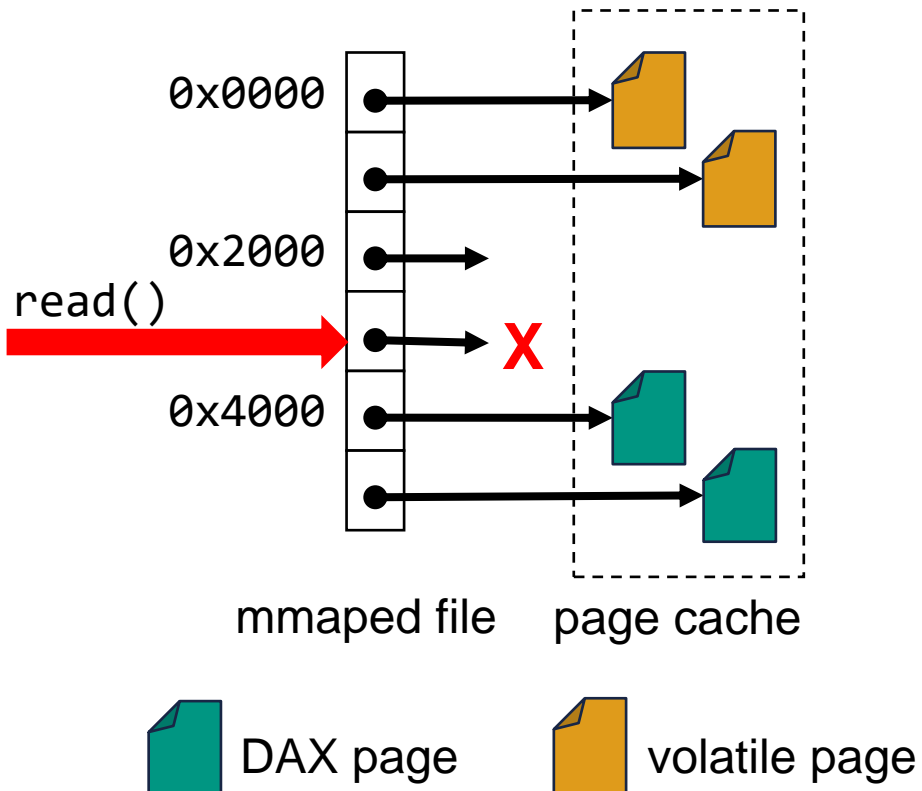 0x0000
0x2000
read()
X
0x4000
mmaped file
page cache
DAX page
volatile page